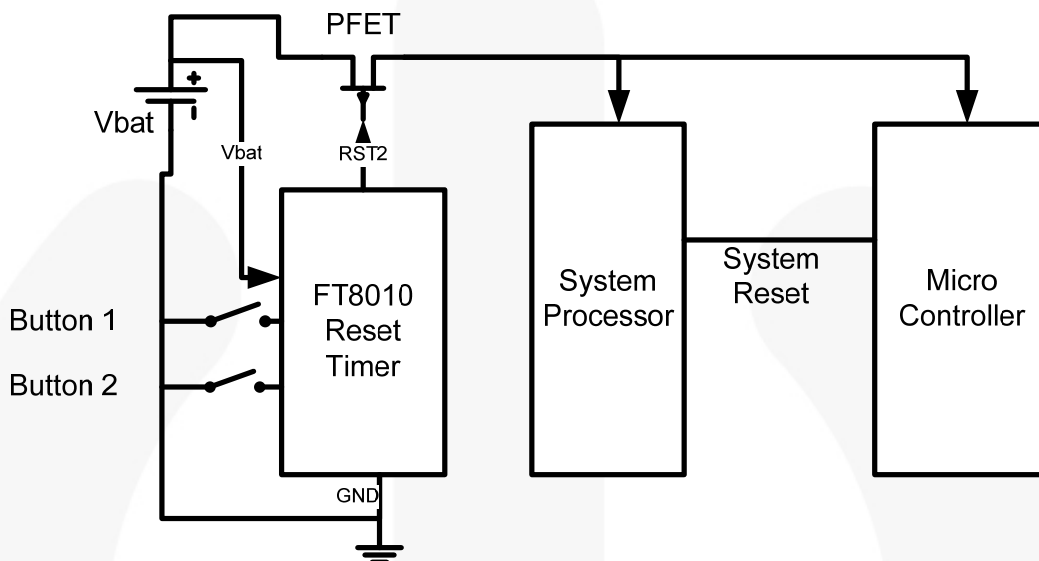 PFET
+
-
Vbat
Vbat
RST2
FT8010
Reset
Timer
Button 1
Button 2
GND
System
Processor
System
Reset
Micro
Controller